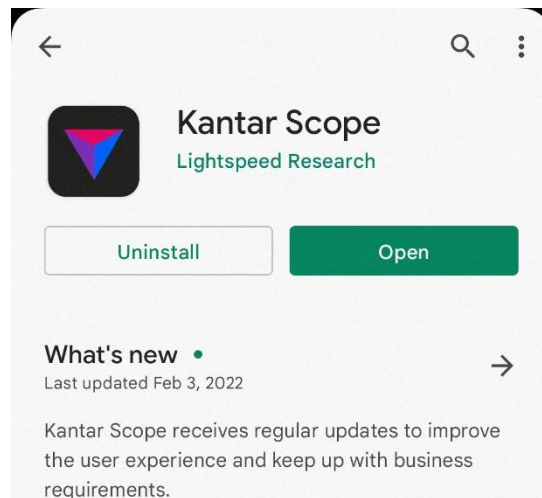 Kantar Scope
Lightspeed Research
Uninstall
Open
What's new
Last updated Feb 3, 2022
Kantar Scope receives regular updates to improve
the user experience and keep up with business
requirements.